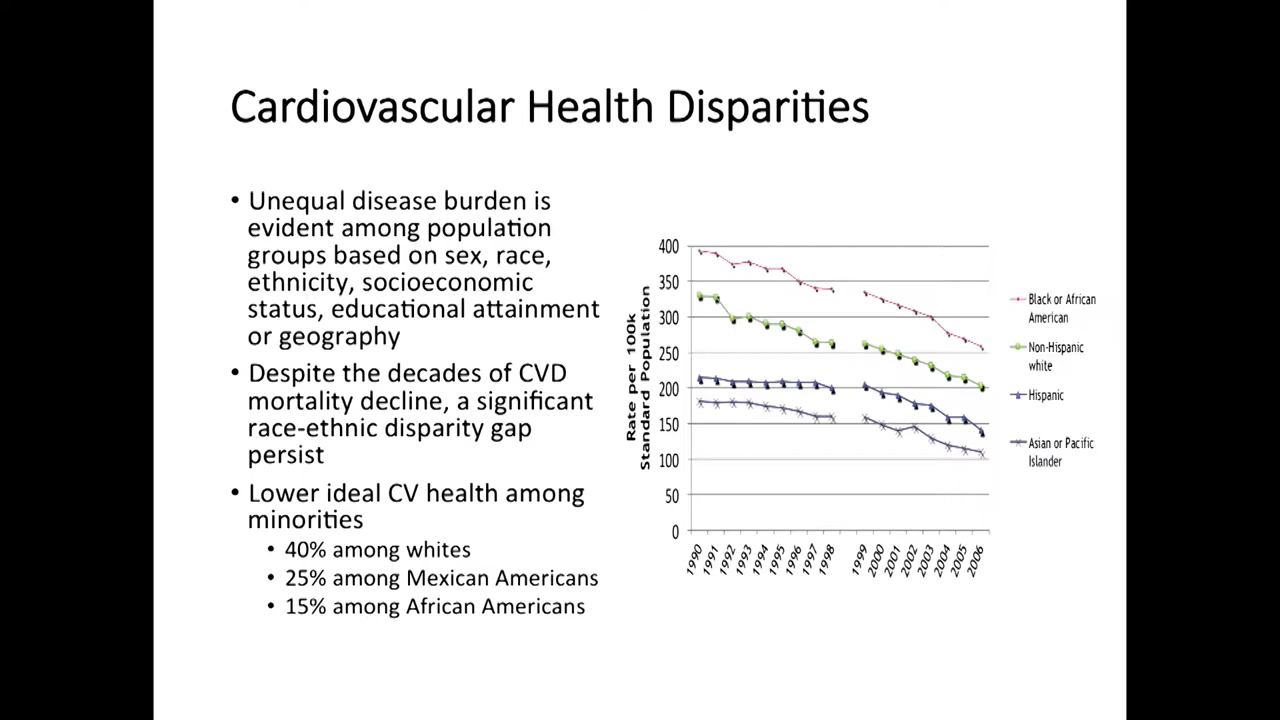 Cardiovascular Health Disparities
• Unequal disease burden is
evident among population
groups based on sex, race,
ethnicity, socioeconomic
status, educational attainment
or geography
• Despite the decades of CVD
mortality decline, a significant
race-ethnic disparity gap
persist
• Lower ideal CV health among
minorities
• 40% among whites
• 25% among Mexican Americans
• 15% among African Americans
Rate per 100k
Standard Population
400
350
300
250
200
150
100
50
0
1990
1991
1992
1993
1994
1995
1996
1997
1998
1999
2000
2001
2002
2003
2004
2005
2006
Black or African
American
Non-Hispanic
white
Hispanic
Asian or Pacific
Islander